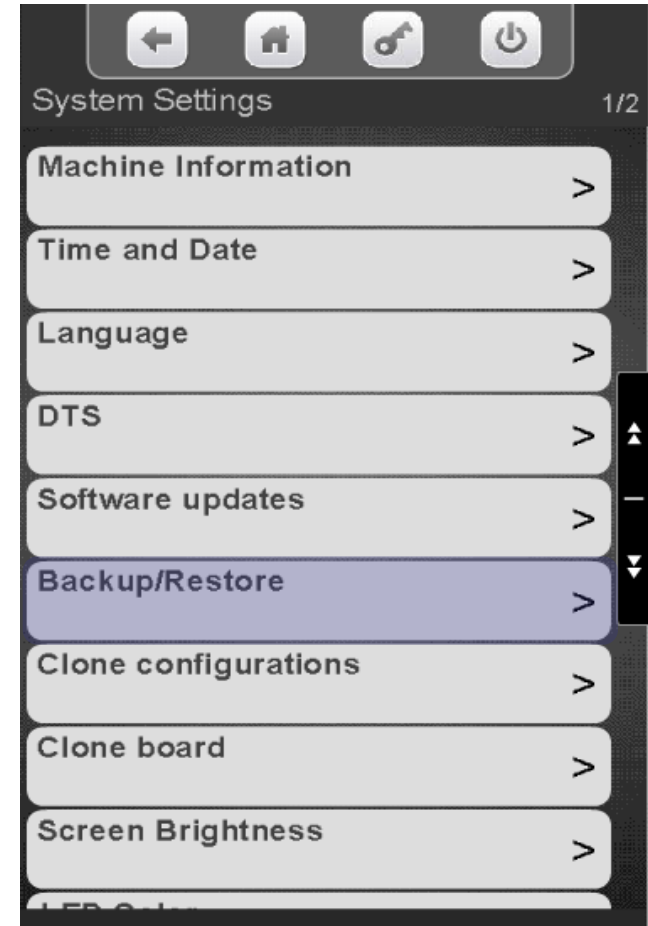 System Settings 1/2
Machine Information >
Time and Date >
Language >
DTS >
Software updates >
Backup/Restore >
Clone configurations >
Clone board >
Screen Brightness >